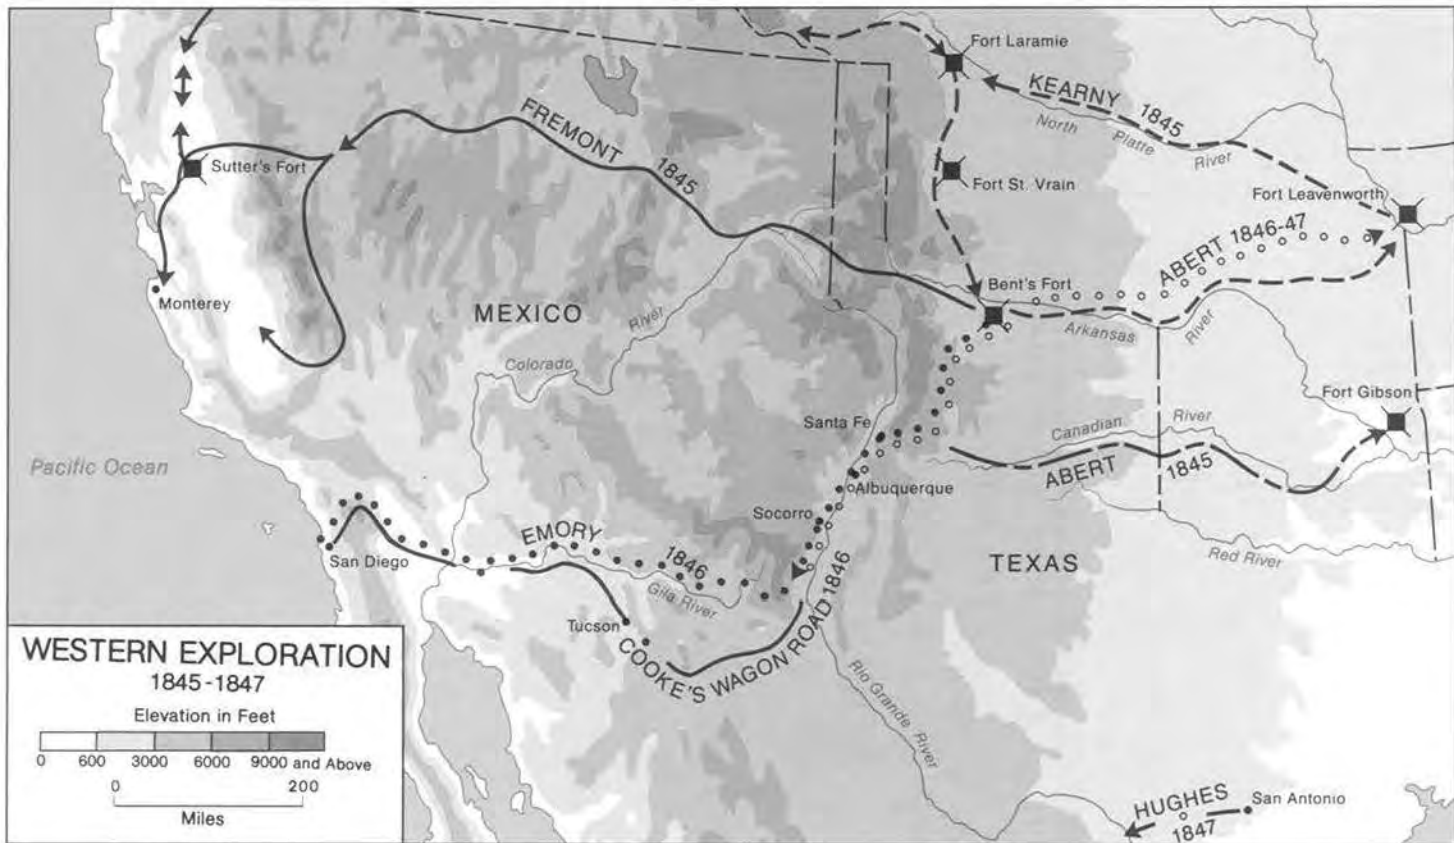 Fort Laramie
KEARNY 1845
North Platte River
FREMONT 1845
Sutter's Fort
Fort St. Vrain
Fort Leavenworth
ABERT 1846-47
Bent's Fort
Monterey
MEXICO
River
Colorado
Arkansas River
Fort Gibson
Santa Fe
Canadian River
ABERT 1845
Pacific Ocean
Albuquerque
Socorro
EMORY 1846
San Diego
TEXAS
Red River
Gila River
Tucson
COOKE'S WAGON ROAD 1846
Rio Grande River
WESTERN EXPLORATION
1845-1847
Elevation in Feet
0 600 3000 6000 9000 and Above
0 200
Miles
HUGHES
1847
San Antonio